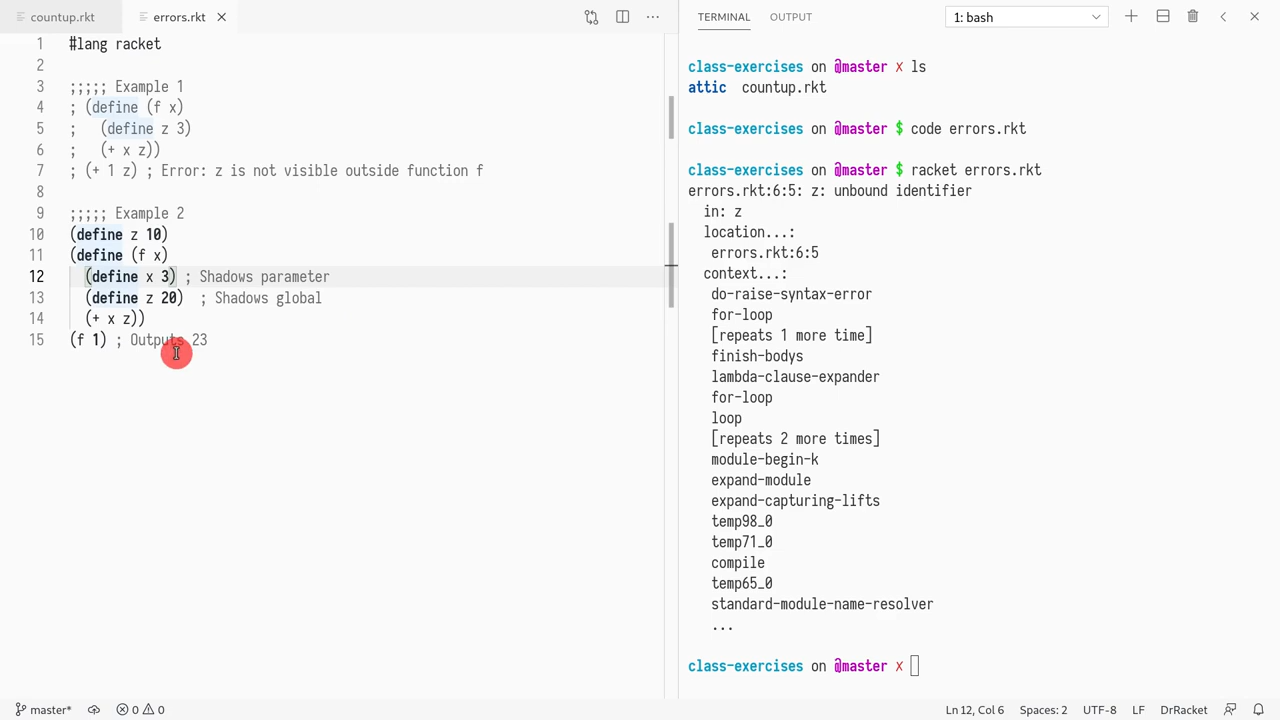 countup.rkt
errors.rkt
TERMINAL
OUTPUT
1: bash
1 #lang racket
2
3 ;;;;; Example 1
4 ; (define (f x)
5 ;   (define z 3)
6 ;   (+ x z))
7 ; (+ 1 z) ; Error: z is not visible outside function f
8
9 ;;;;; Example 2
10 (define z 10)
11 (define (f x)
12   (define x 3) ; Shadows parameter
13   (define z 20)  ; Shadows global
14   (+ x z))
15 (f 1) ; Outputs 23
class-exercises on @master ✗ ls
attic  countup.rkt
class-exercises on @master $ code errors.rkt
class-exercises on @master $ racket errors.rkt
errors.rkt:6:5: z: unbound identifier
  in: z
  location...:
   errors.rkt:6:5
  context...:
   do-raise-syntax-error
   for-loop
   [repeats 1 more time]
   finish-bodys
   lambda-clause-expander
   for-loop
   loop
   [repeats 2 more times]
   module-begin-k
   expand-module
   expand-capturing-lifts
   temp98_0
   temp71_0
   compile
   temp65_0
   standard-module-name-resolver
   ...
class-exercises on @master ✗
master* 0 0 Ln 12, Col 6 Spaces: 2 UTF-8 LF DrRacket